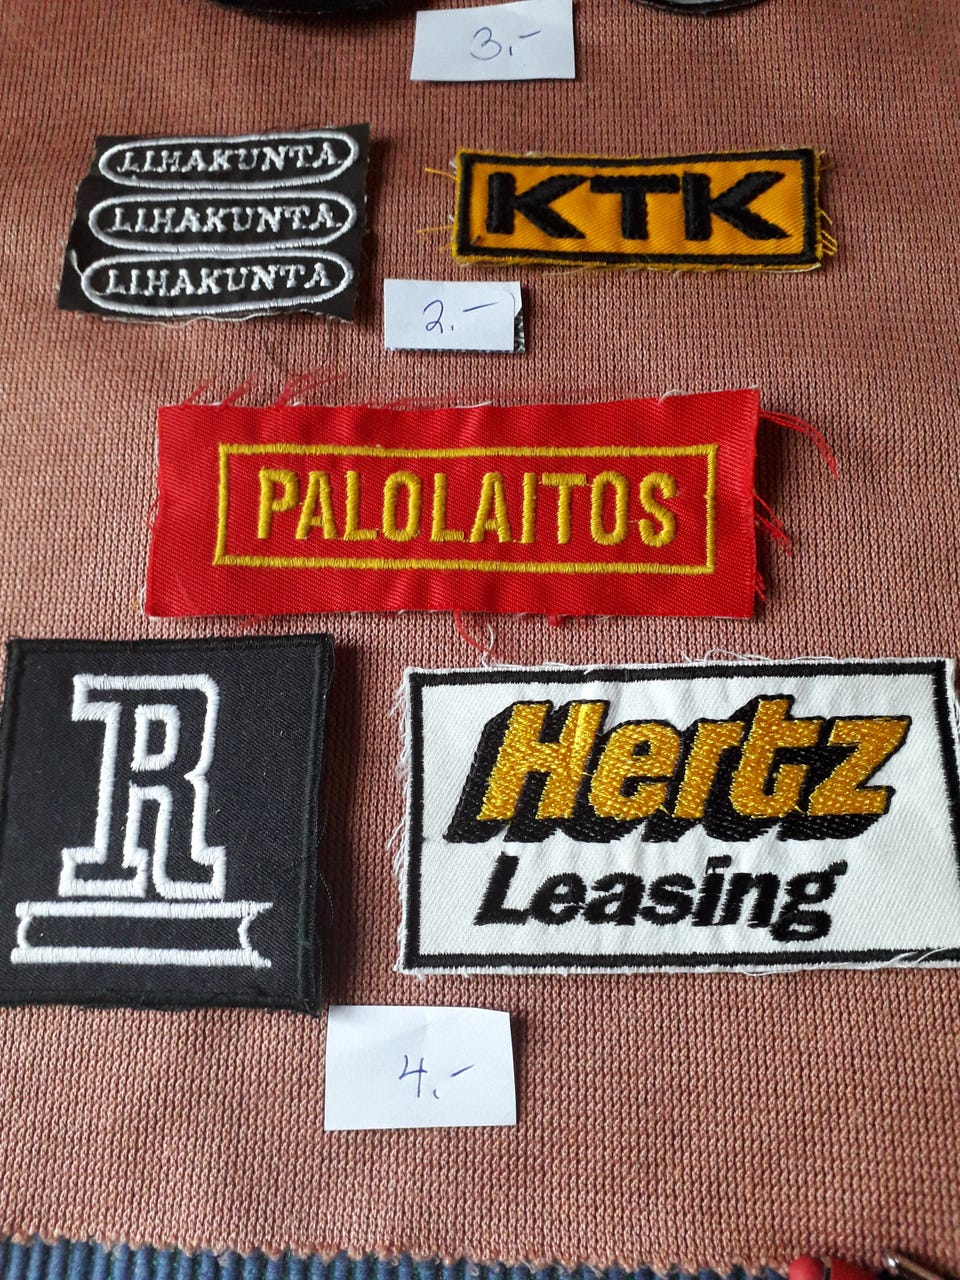 3.-
LIHAKUNTA
LIHAKUNTA
LIHAKUNTA
KTK
2.-
PALOLAITOS
R
Hertz
Leasing
4.-